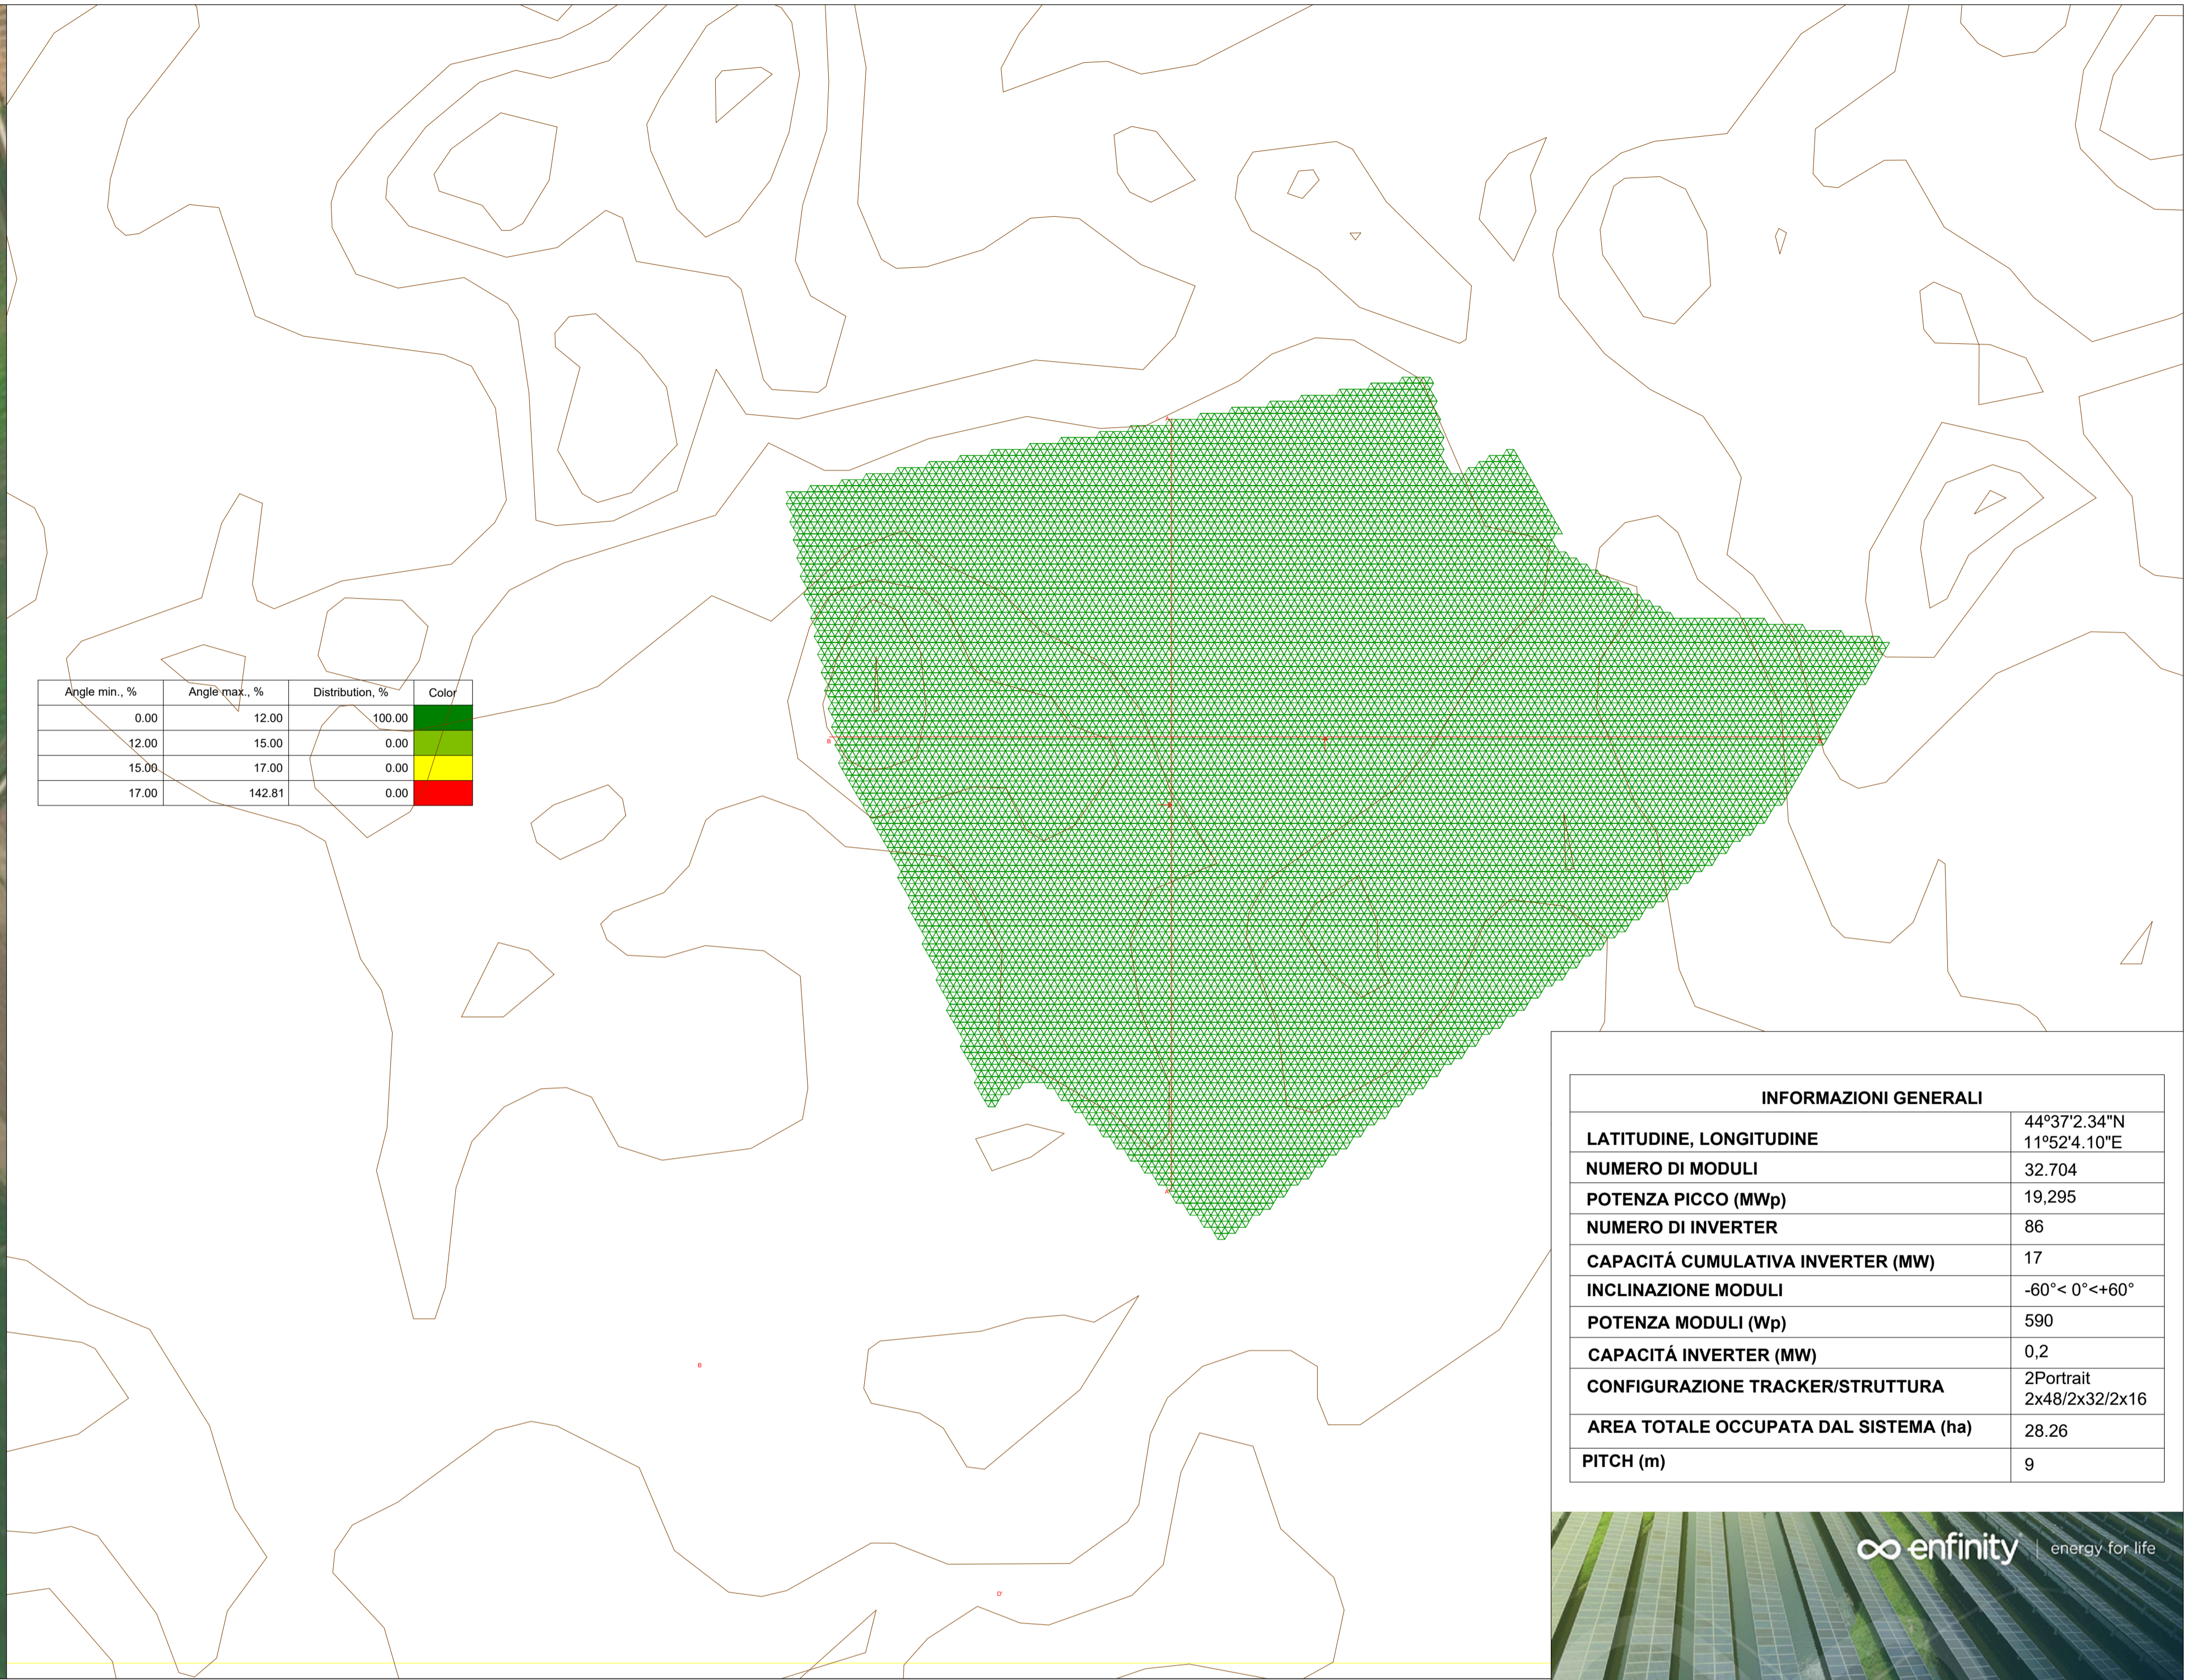 A
B
A'
Angle min., % Angle max., % Distribution, % Color
0.00 12.00 100.00
12.00 15.00 0.00
15.00 17.00 0.00
17.00 142.81 0.00
B
D'
INFORMAZIONI GENERALI
LATITUDINE, LONGITUDINE 44º37'2.34"N
11º52'4.10"E
NUMERO DI MODULI 32.704
POTENZA PICCO (MWp) 19,295
NUMERO DI INVERTER 86
CAPACITÁ CUMULATIVA INVERTER (MW) 17
INCLINAZIONE MODULI -60°< 0°<+60°
POTENZA MODULI (Wp) 590
CAPACITÁ INVERTER (MW) 0,2
CONFIGURAZIONE TRACKER/STRUTTURA 2Portrait
2x48/2x32/2x16
AREA TOTALE OCCUPATA DAL SISTEMA (ha) 28.26
PITCH (m) 9
enfinity energy for life